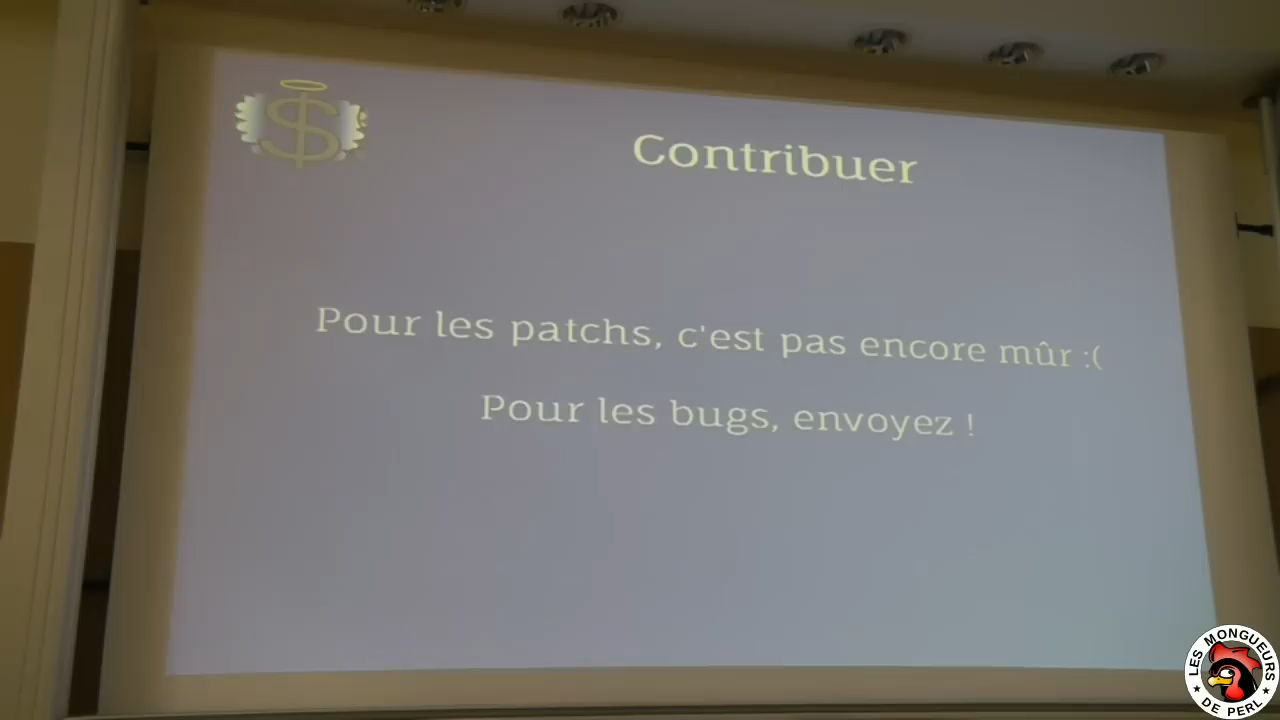 $
Contribuer
Pour les patchs, c'est pas encore mûr :(
Pour les bugs, envoyez !
LES MONGUEURS
★ DE PERL ★